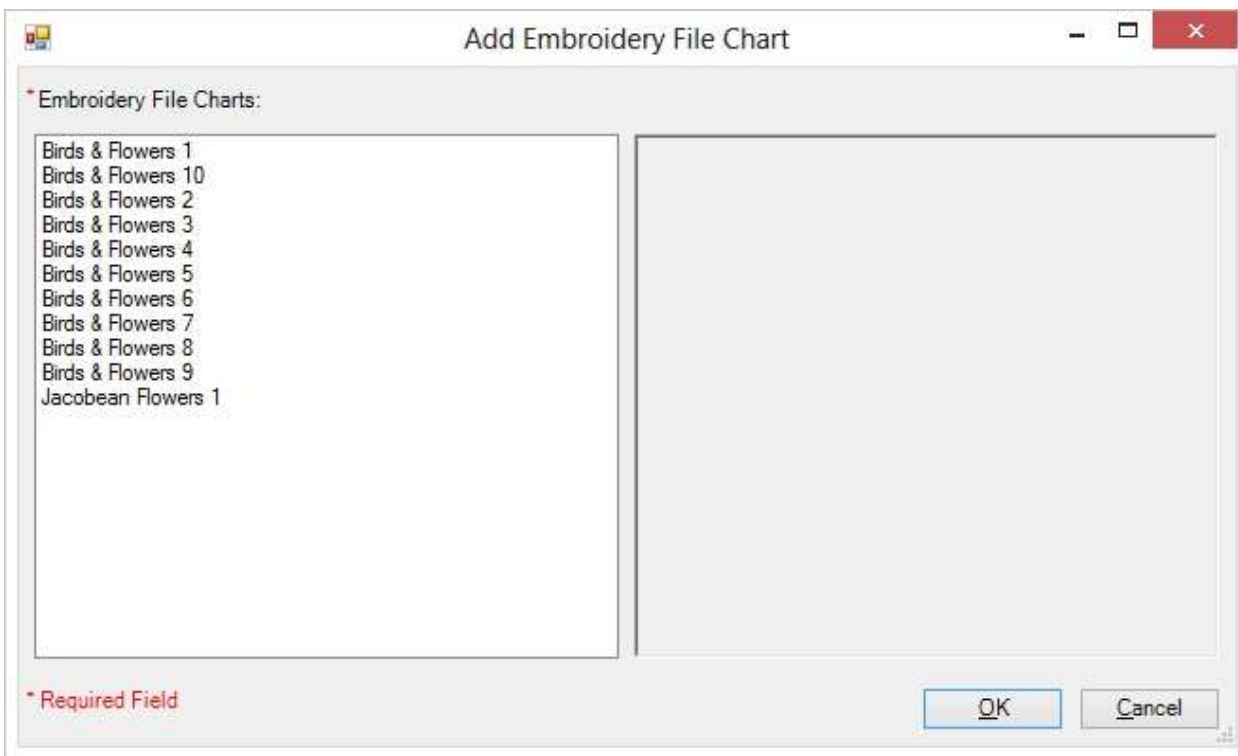 Add Embroidery File Chart
* Embroidery File Charts:
Birds & Flowers 1
Birds & Flowers 10
Birds & Flowers 2
Birds & Flowers 3
Birds & Flowers 4
Birds & Flowers 5
Birds & Flowers 6
Birds & Flowers 7
Birds & Flowers 8
Birds & Flowers 9
Jacobean Flowers 1
* Required Field
OK
Cancel